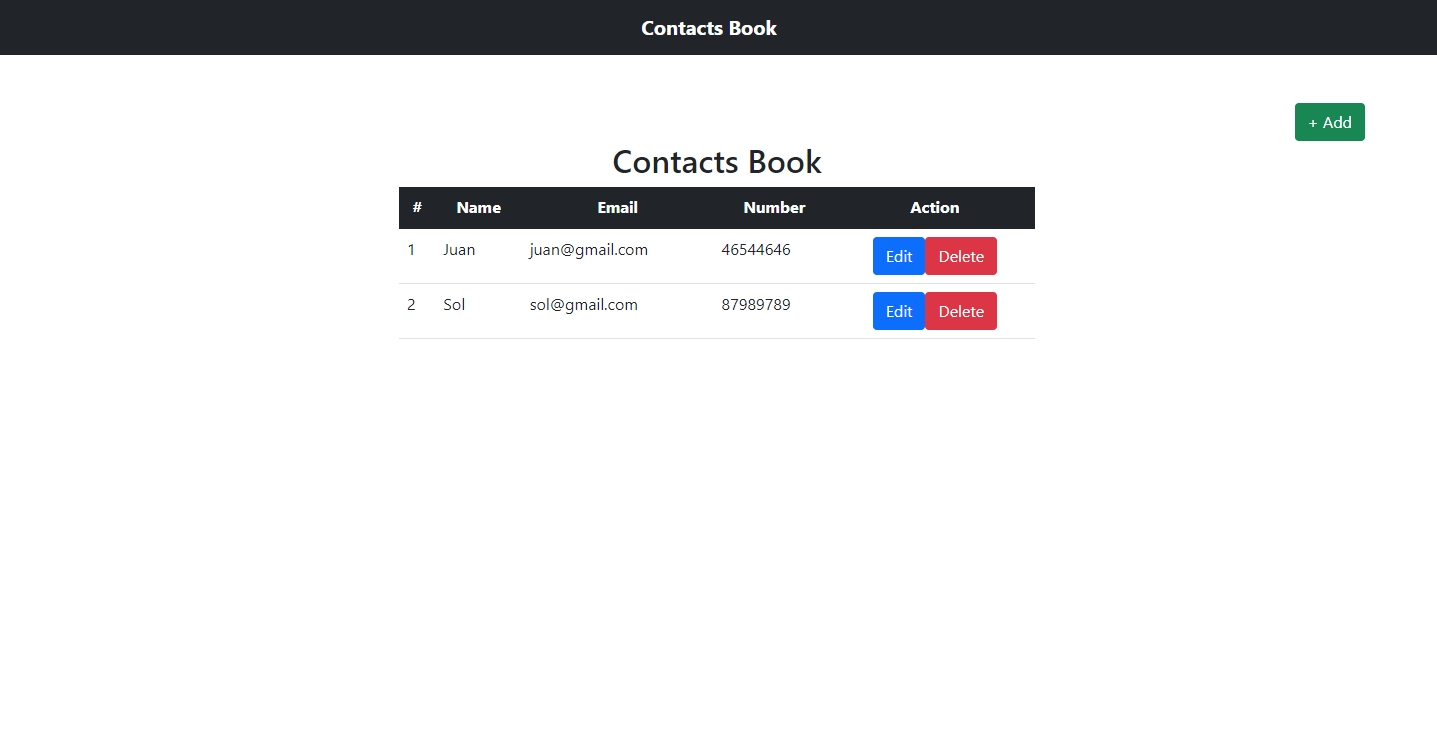 Contacts Book
+ Add
Contacts Book
# Name Email Number Action
1 Juan juan@gmail.com 46544646 Edit Delete
2 Sol sol@gmail.com 87989789 Edit Delete